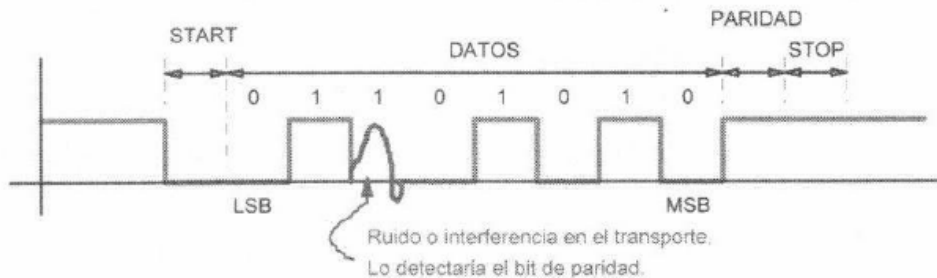 PARIDAD
START
DATOS
STOP
0 1 1 0 1 0 1 0
LSB
MSB
Ruido o interferencia en el transporte.
Lo detectaría el bit de paridad.